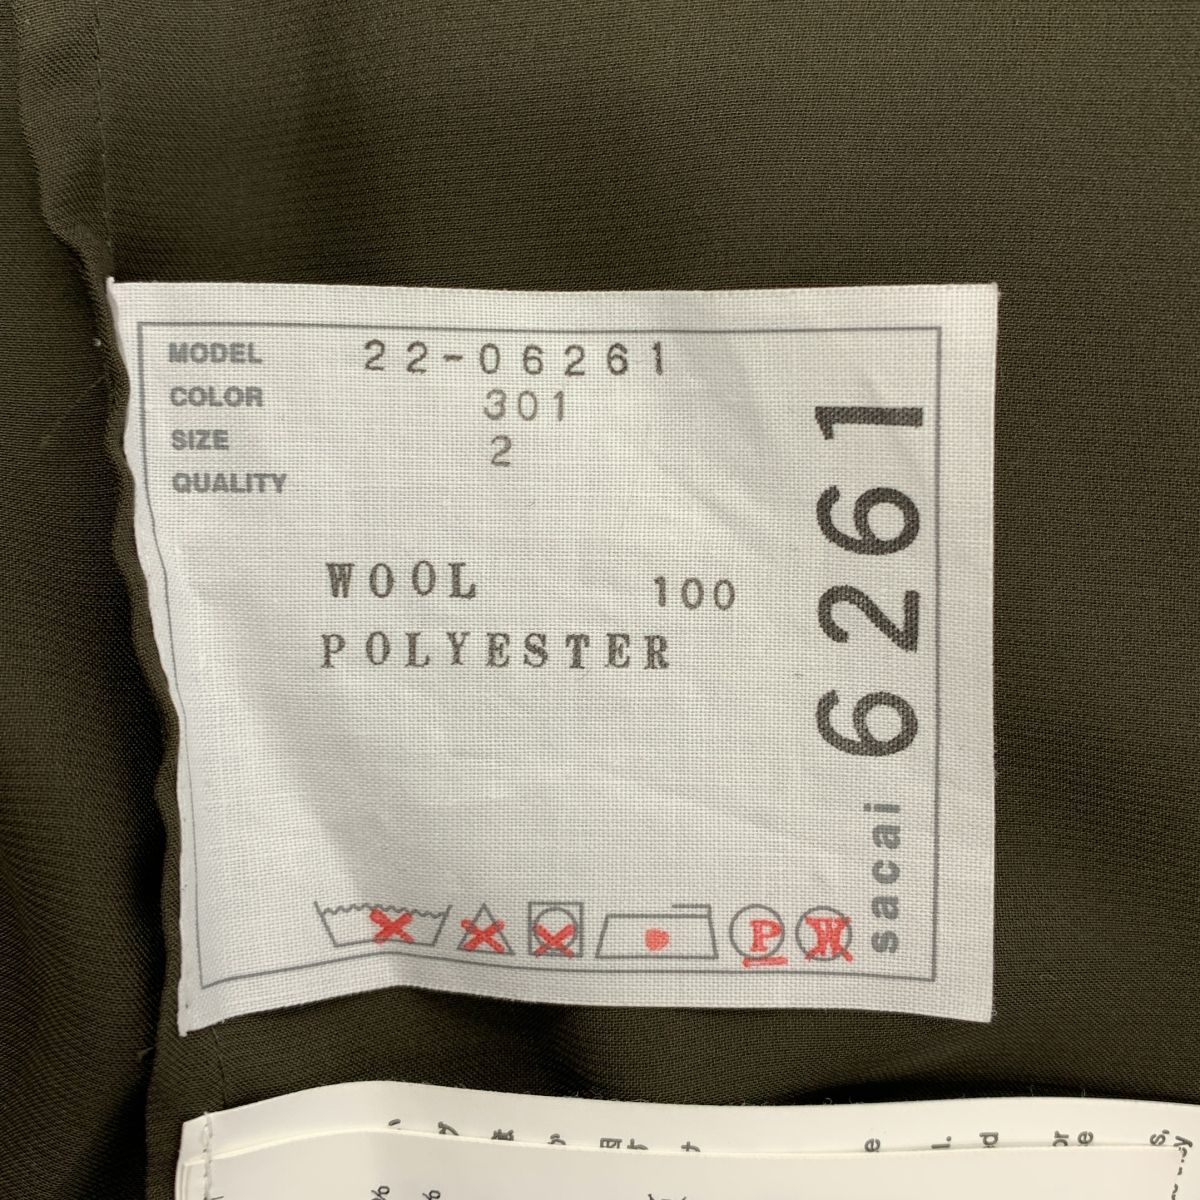 MODEL 22-06261
COLOR 301
SIZE 2
QUALITY
WOOL 100
POLYESTER
P W
sacai 6261